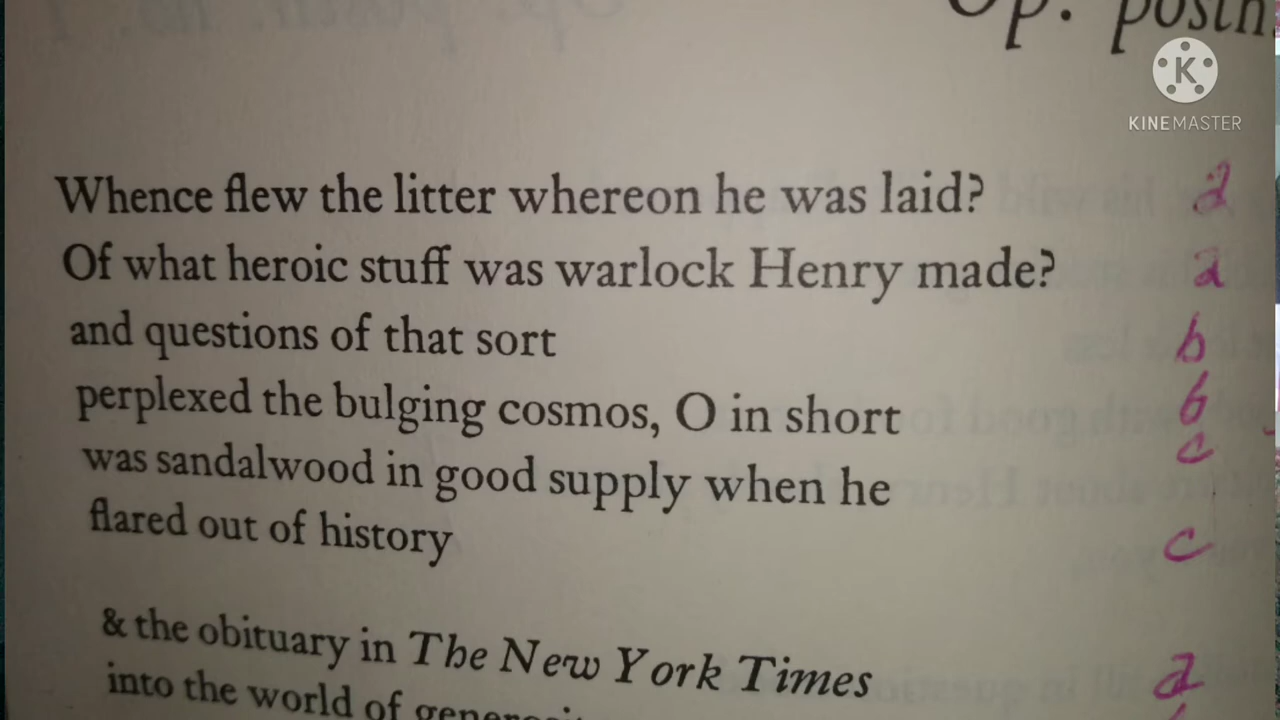 Op. posth.
KINEMASTER
Whence flew the litter whereon he was laid? a
Of what heroic stuff was warlock Henry made? a
and questions of that sort b
perplexed the bulging cosmos, O in short b
was sandalwood in good supply when he c
flared out of history c
& the obituary in The New York Times a
into the world of